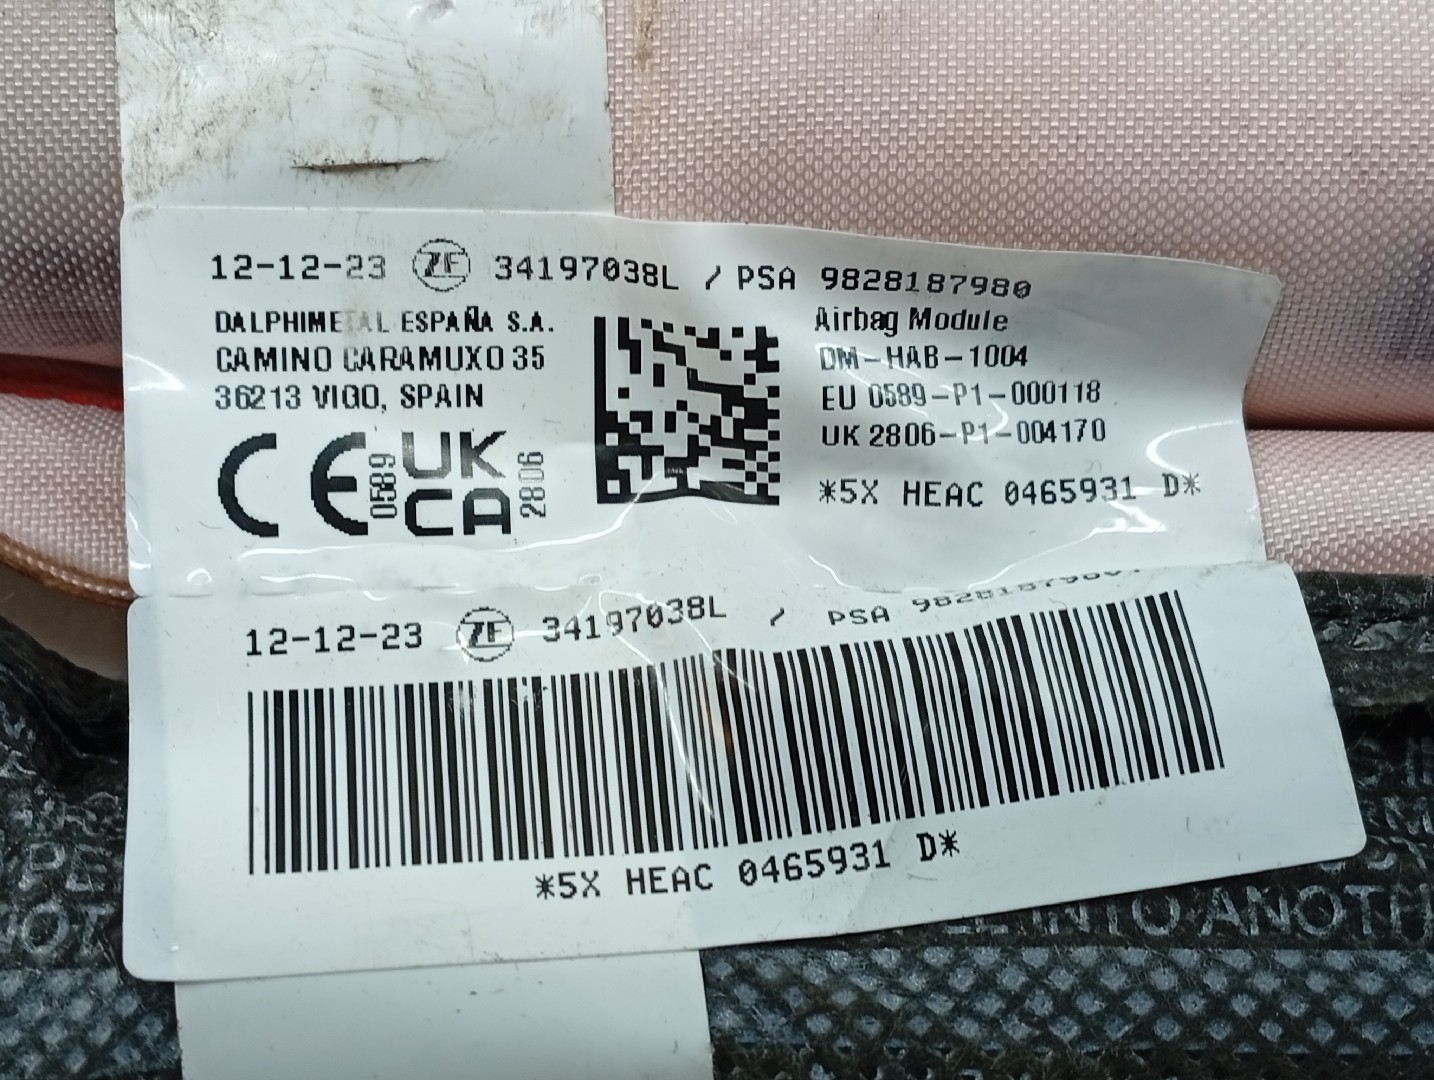 12-12-23 ZF 34197038L / PSA 9828187980
DALPHIMETAL ESPAÑA S.A.
CAMINO CARAMUXO 35
36213 VIGO, SPAIN
CE 0589 UK CA 2806
Airbag Module
DM-HAB-1004
EU 0589-P1-000118
UK 2806-P1-004170
*5X HEAC 0465931 D*
12-12-23 ZF 34197038L / PSA
*5X HEAC 0465931 D*
INTO